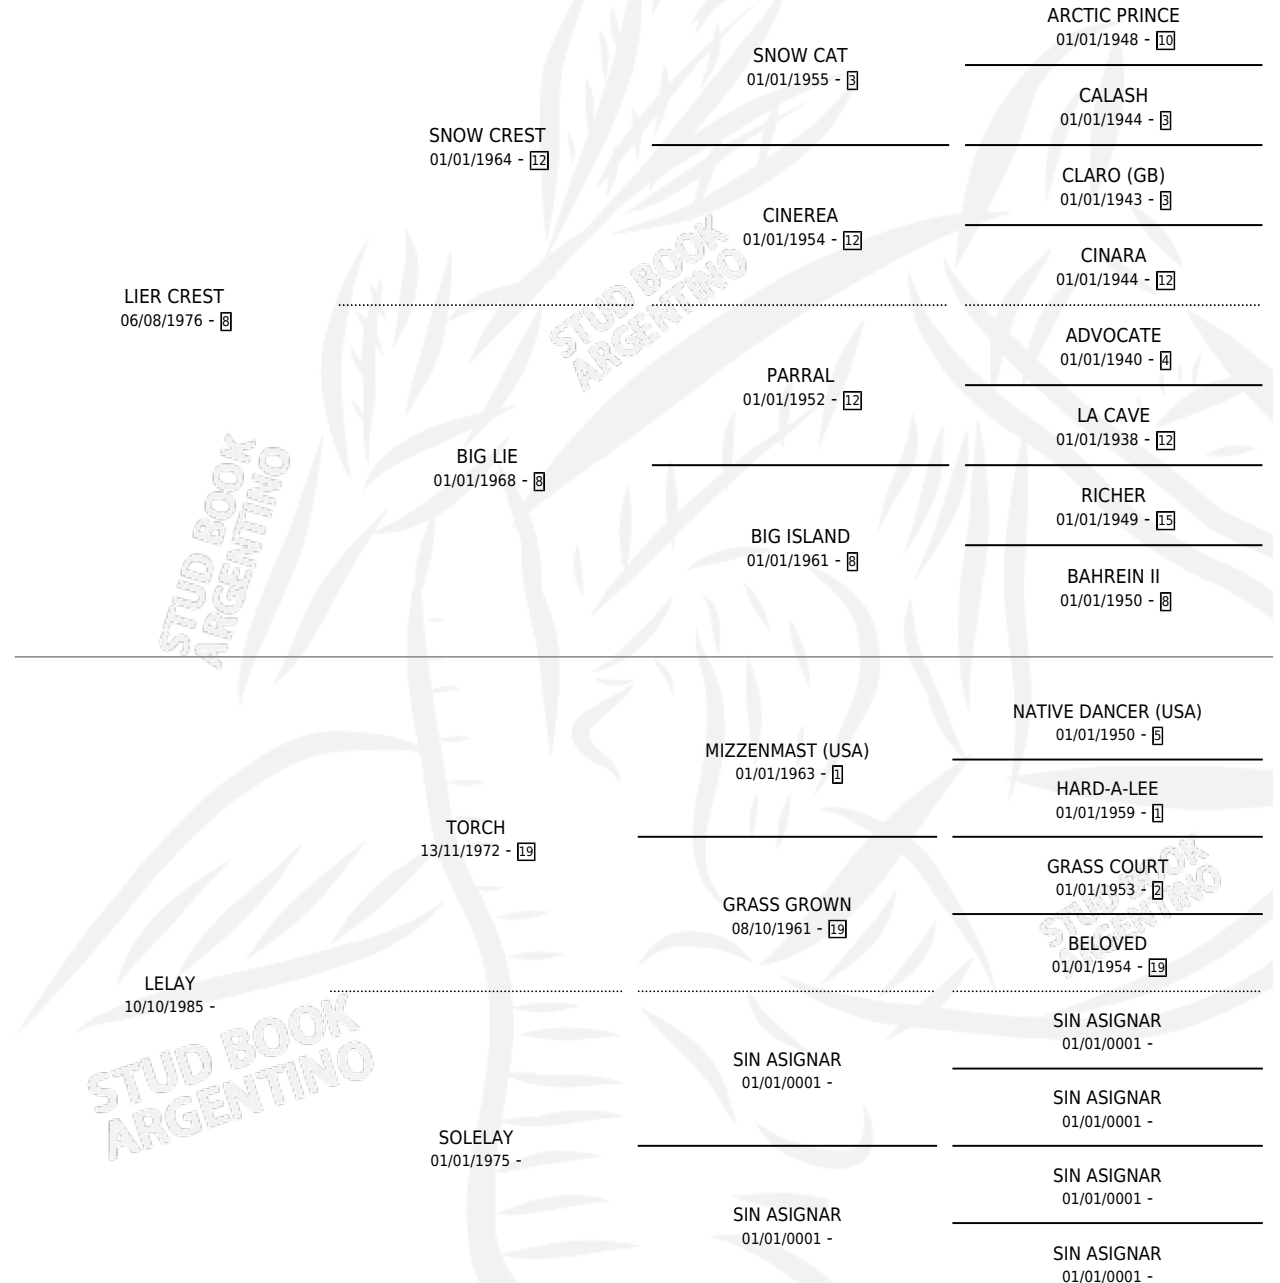 ARCTIC PRINCE
01/01/1948 - 10
SNOW CAT
01/01/1955 - 3
CALASH
01/01/1944 - 3
SNOW CREST
01/01/1964 - 12
CLARO (GB)
01/01/1943 - 3
CINEREA
01/01/1954 - 12
CINARA
01/01/1944 - 12
LIER CREST
06/08/1976 - 8
ADVOCATE
01/01/1940 - 4
PARRAL
01/01/1952 - 12
LA CAVE
01/01/1938 - 12
BIG LIE
01/01/1968 - 8
RICHER
01/01/1949 - 15
BIG ISLAND
01/01/1961 - 8
BAHREIN II
01/01/1950 - 8
STUD BOOK
ARGENTINO
STUD BOOK
ARGENTINO
NATIVE DANCER (USA)
01/01/1950 - 5
MIZZENMAST (USA)
01/01/1963 - 1
HARD-A-LEE
01/01/1959 - 1
TORCH
13/11/1972 - 19
GRASS COURT
01/01/1953 - 2
GRASS GROWN
08/10/1961 - 19
BELOVED
01/01/1954 - 19
STUD BOOK
ARGENTINO
LELAY
10/10/1985 -
SIN ASIGNAR
01/01/0001 -
SIN ASIGNAR
01/01/0001 -
SIN ASIGNAR
01/01/0001 -
SOLELAY
01/01/1975 -
SIN ASIGNAR
01/01/0001 -
SIN ASIGNAR
01/01/0001 -
SIN ASIGNAR
01/01/0001 -
STUD BOOK
ARGENTINO